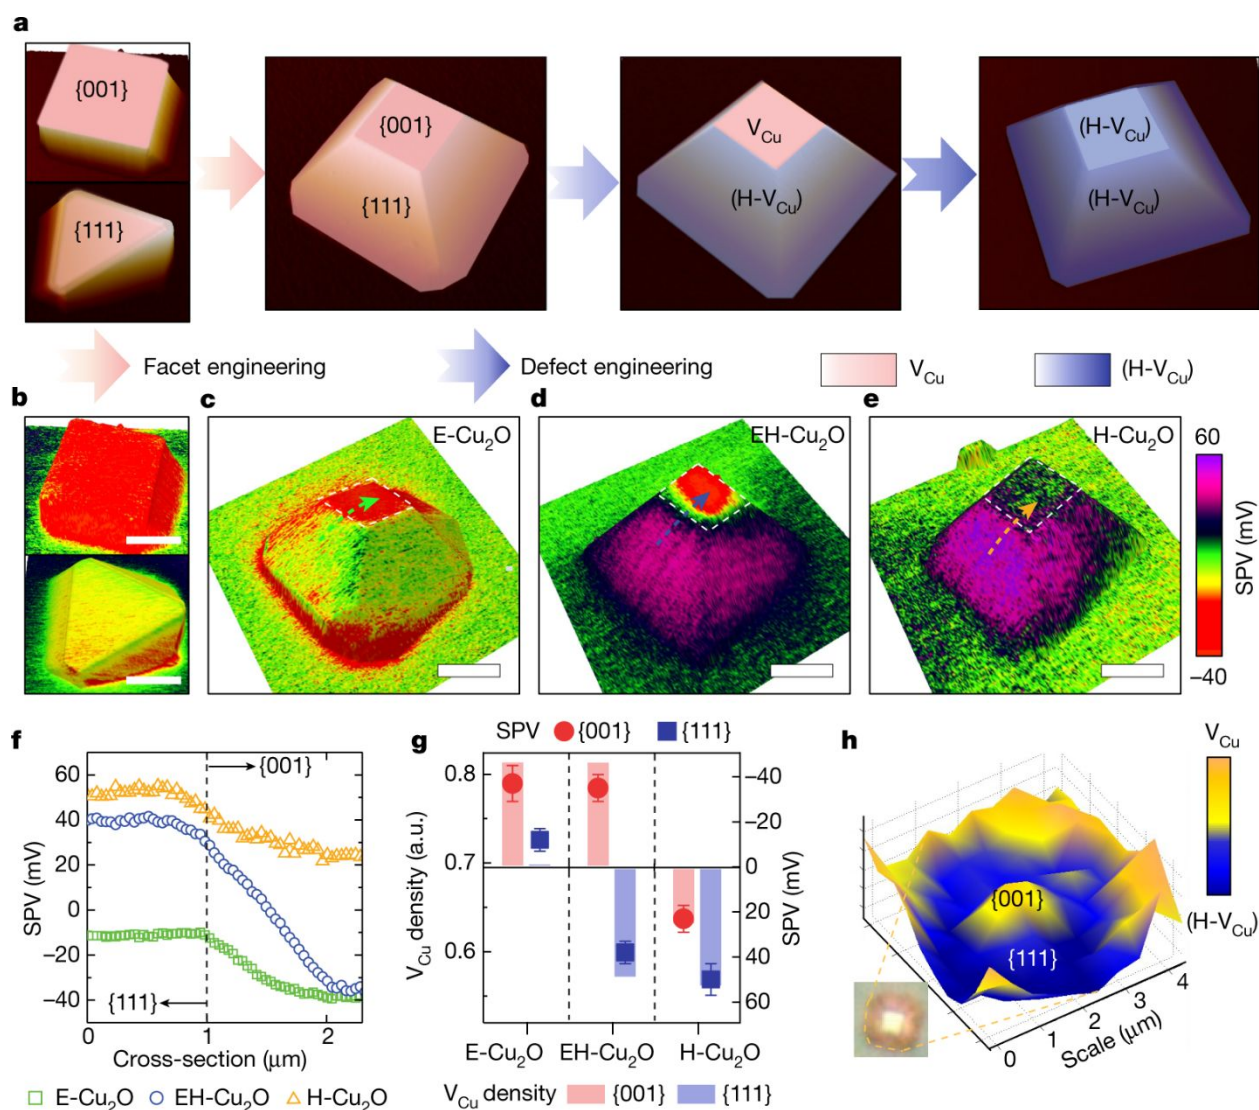 a
{001}
{111}
{001}
{111}
V_Cu
(H-V_Cu)
(H-V_Cu)
(H-V_Cu)
Facet engineering
Defect engineering
V_Cu
(H-V_Cu)
b
c
E-Cu₂O
d
EH-Cu₂O
e
H-Cu₂O
60
SPV (mV)
−40
f
60
40
20
0
−20
−40
SPV (mV)
{001}
{111}
0
1
2
Cross-section (μm)
E-Cu₂O
EH-Cu₂O
H-Cu₂O
g
SPV
{001}
{111}
0.8
0.7
0.6
V_Cu density (a.u.)
−40
−20
0
20
40
60
SPV (mV)
E-Cu₂O
EH-Cu₂O
H-Cu₂O
V_Cu density
{001}
{111}
h
V_Cu
(H-V_Cu)
{001}
{111}
0
1
2
3
4
Scale (μm)